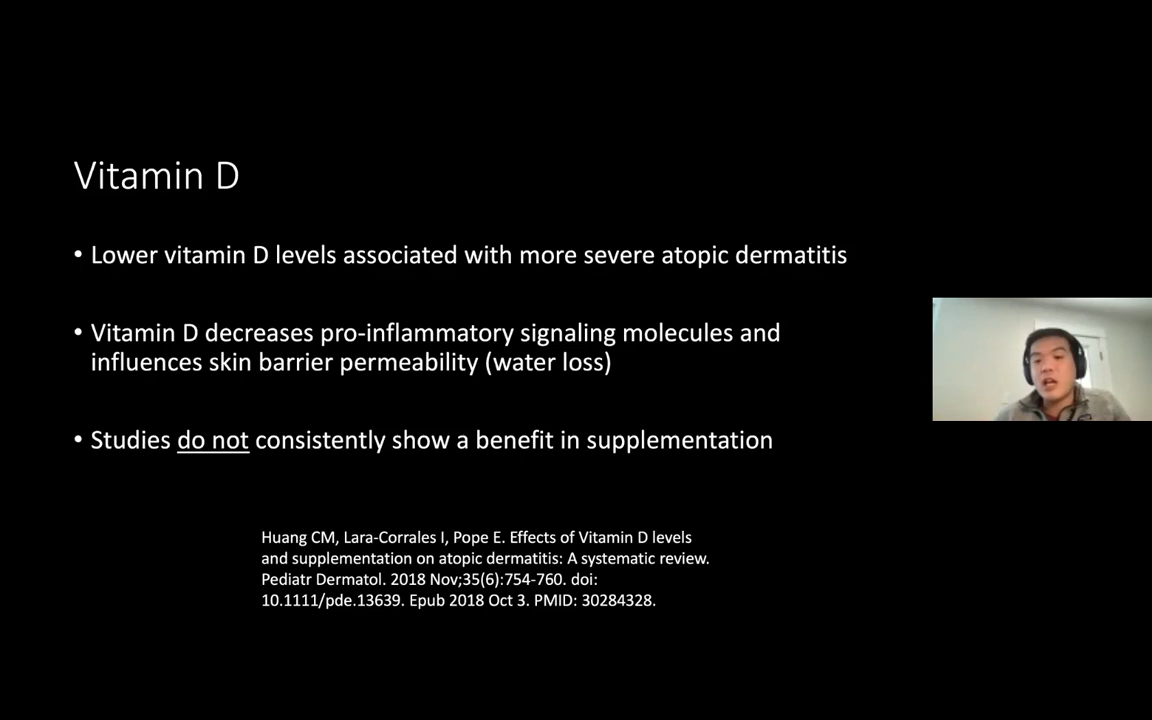 Vitamin D
• Lower vitamin D levels associated with more severe atopic dermatitis
• Vitamin D decreases pro-inflammatory signaling molecules and
influences skin barrier permeability (water loss)
• Studies do not consistently show a benefit in supplementation
Huang CM, Lara-Corrales I, Pope E. Effects of Vitamin D levels
and supplementation on atopic dermatitis: A systematic review.
Pediatr Dermatol. 2018 Nov;35(6):754-760. doi:
10.1111/pde.13639. Epub 2018 Oct 3. PMID: 30284328.